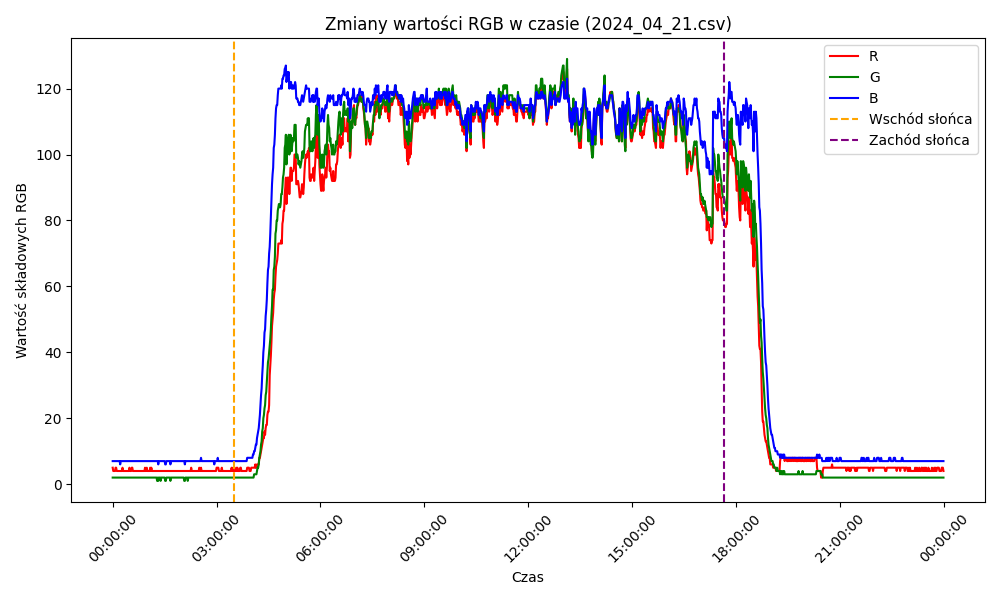 Zmiany wartości RGB w czasie (2024_04_21.csv)
R
G
B
Wschód słońca
Zachód słońca
Wartość składowych RGB
120
100
80
60
40
20
0
00:00:00
03:00:00
06:00:00
09:00:00
12:00:00
15:00:00
18:00:00
21:00:00
00:00:00
Czas